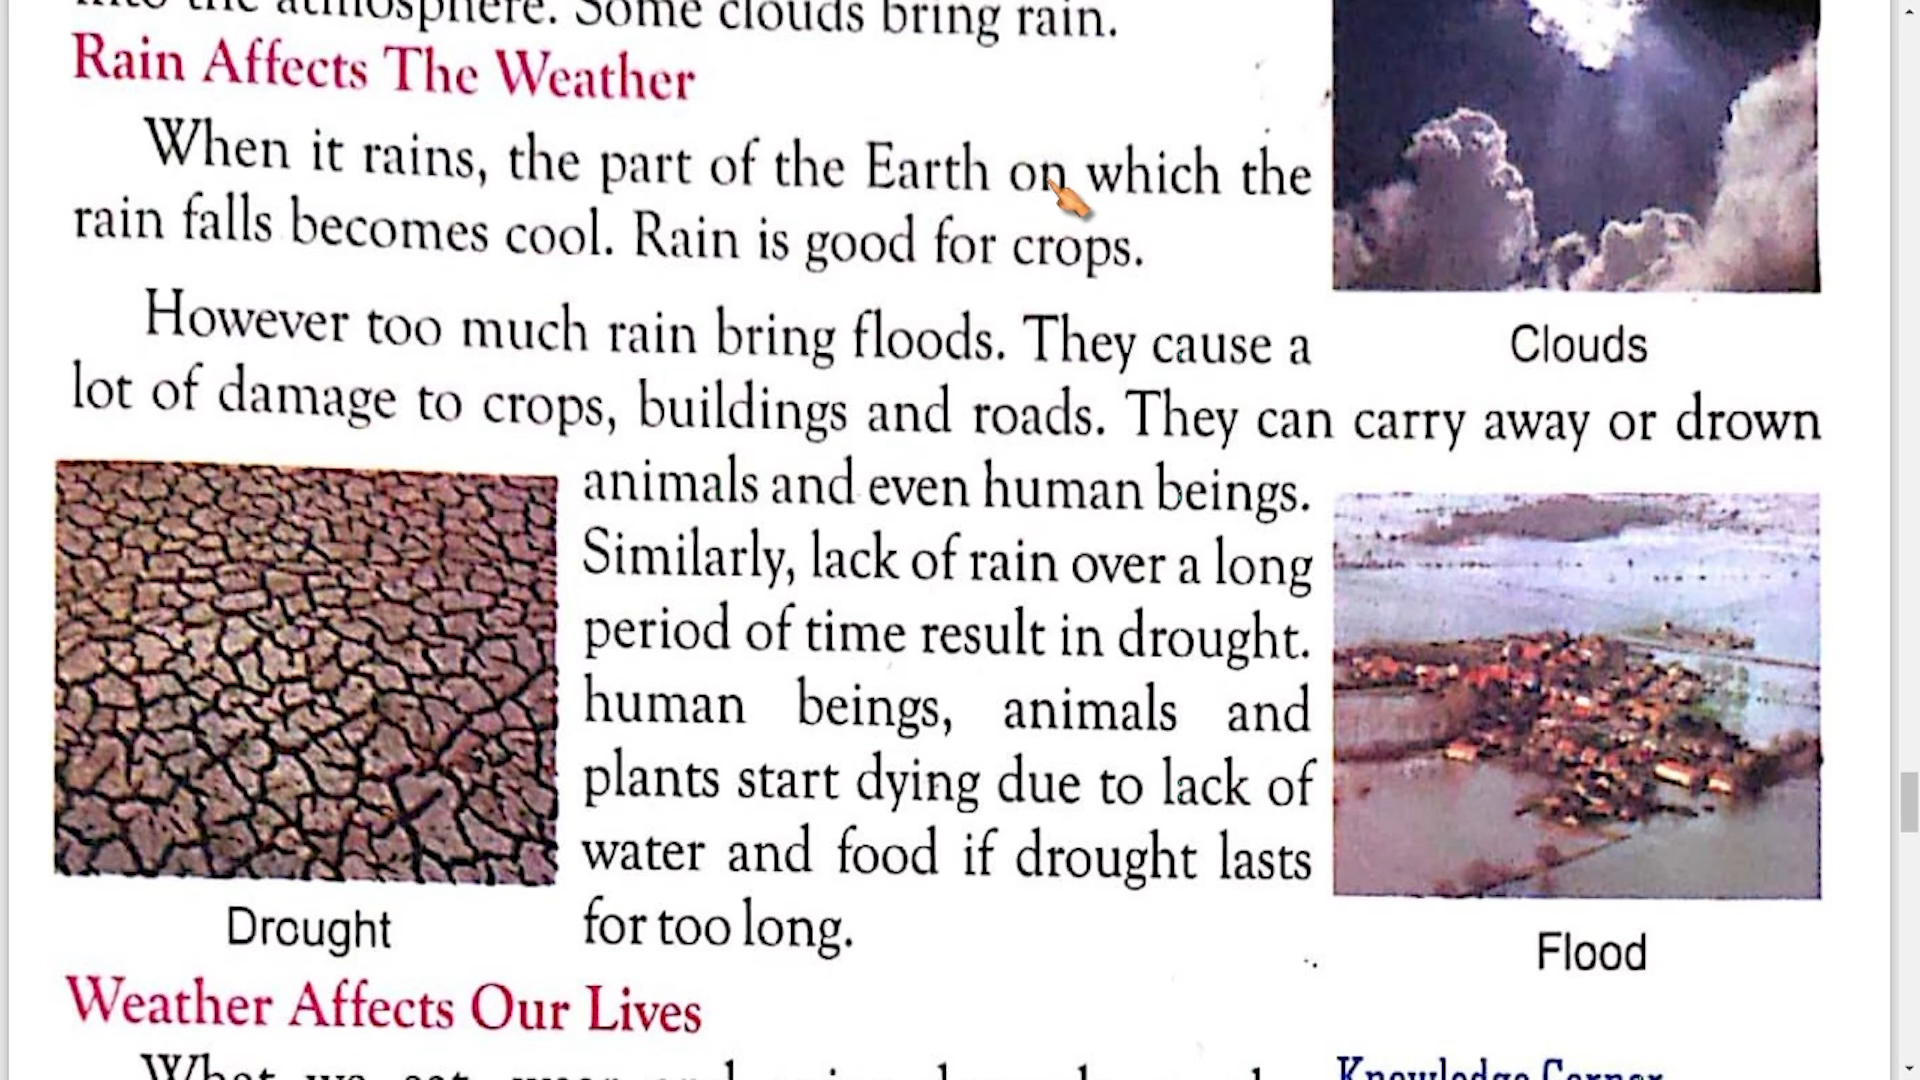 into the atmosphere. Some clouds bring rain.
Rain Affects The Weather
When it rains, the part of the Earth on which the
rain falls becomes cool. Rain is good for crops.
However too much rain bring floods. They cause a
lot of damage to crops, buildings and roads. They can carry away or drown
animals and even human beings.
Similarly, lack of rain over a long
period of time result in drought.
human beings, animals and
plants start dying due to lack of
water and food if drought lasts
for too long.
Clouds
Drought
Flood
Weather Affects Our Lives
What we eat, wear and
Knowledge Corner